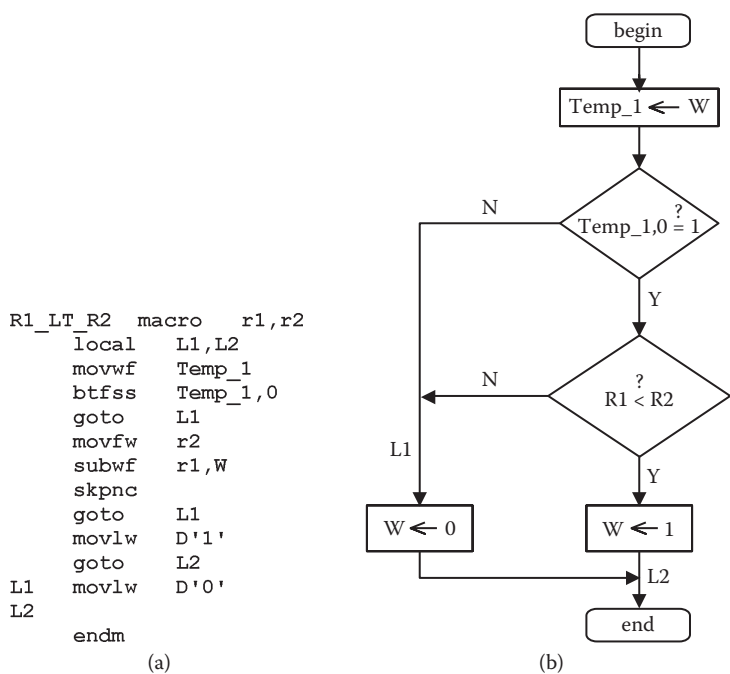 R1_LT_R2 macro r1,r2
local L1,L2
movwf Temp_1
btfss Temp_1,0
goto L1
movfw r2
subwf r1,W
skpnc
goto L1
movlw D'1'
goto L2
L1 movlw D'0'
L2
endm
(a)
begin
Temp_1 ← W
N
?
Temp_1,0 = 1
Y
N
?
R1 < R2
L1
Y
W ← 0
W ← 1
L2
end
(b)